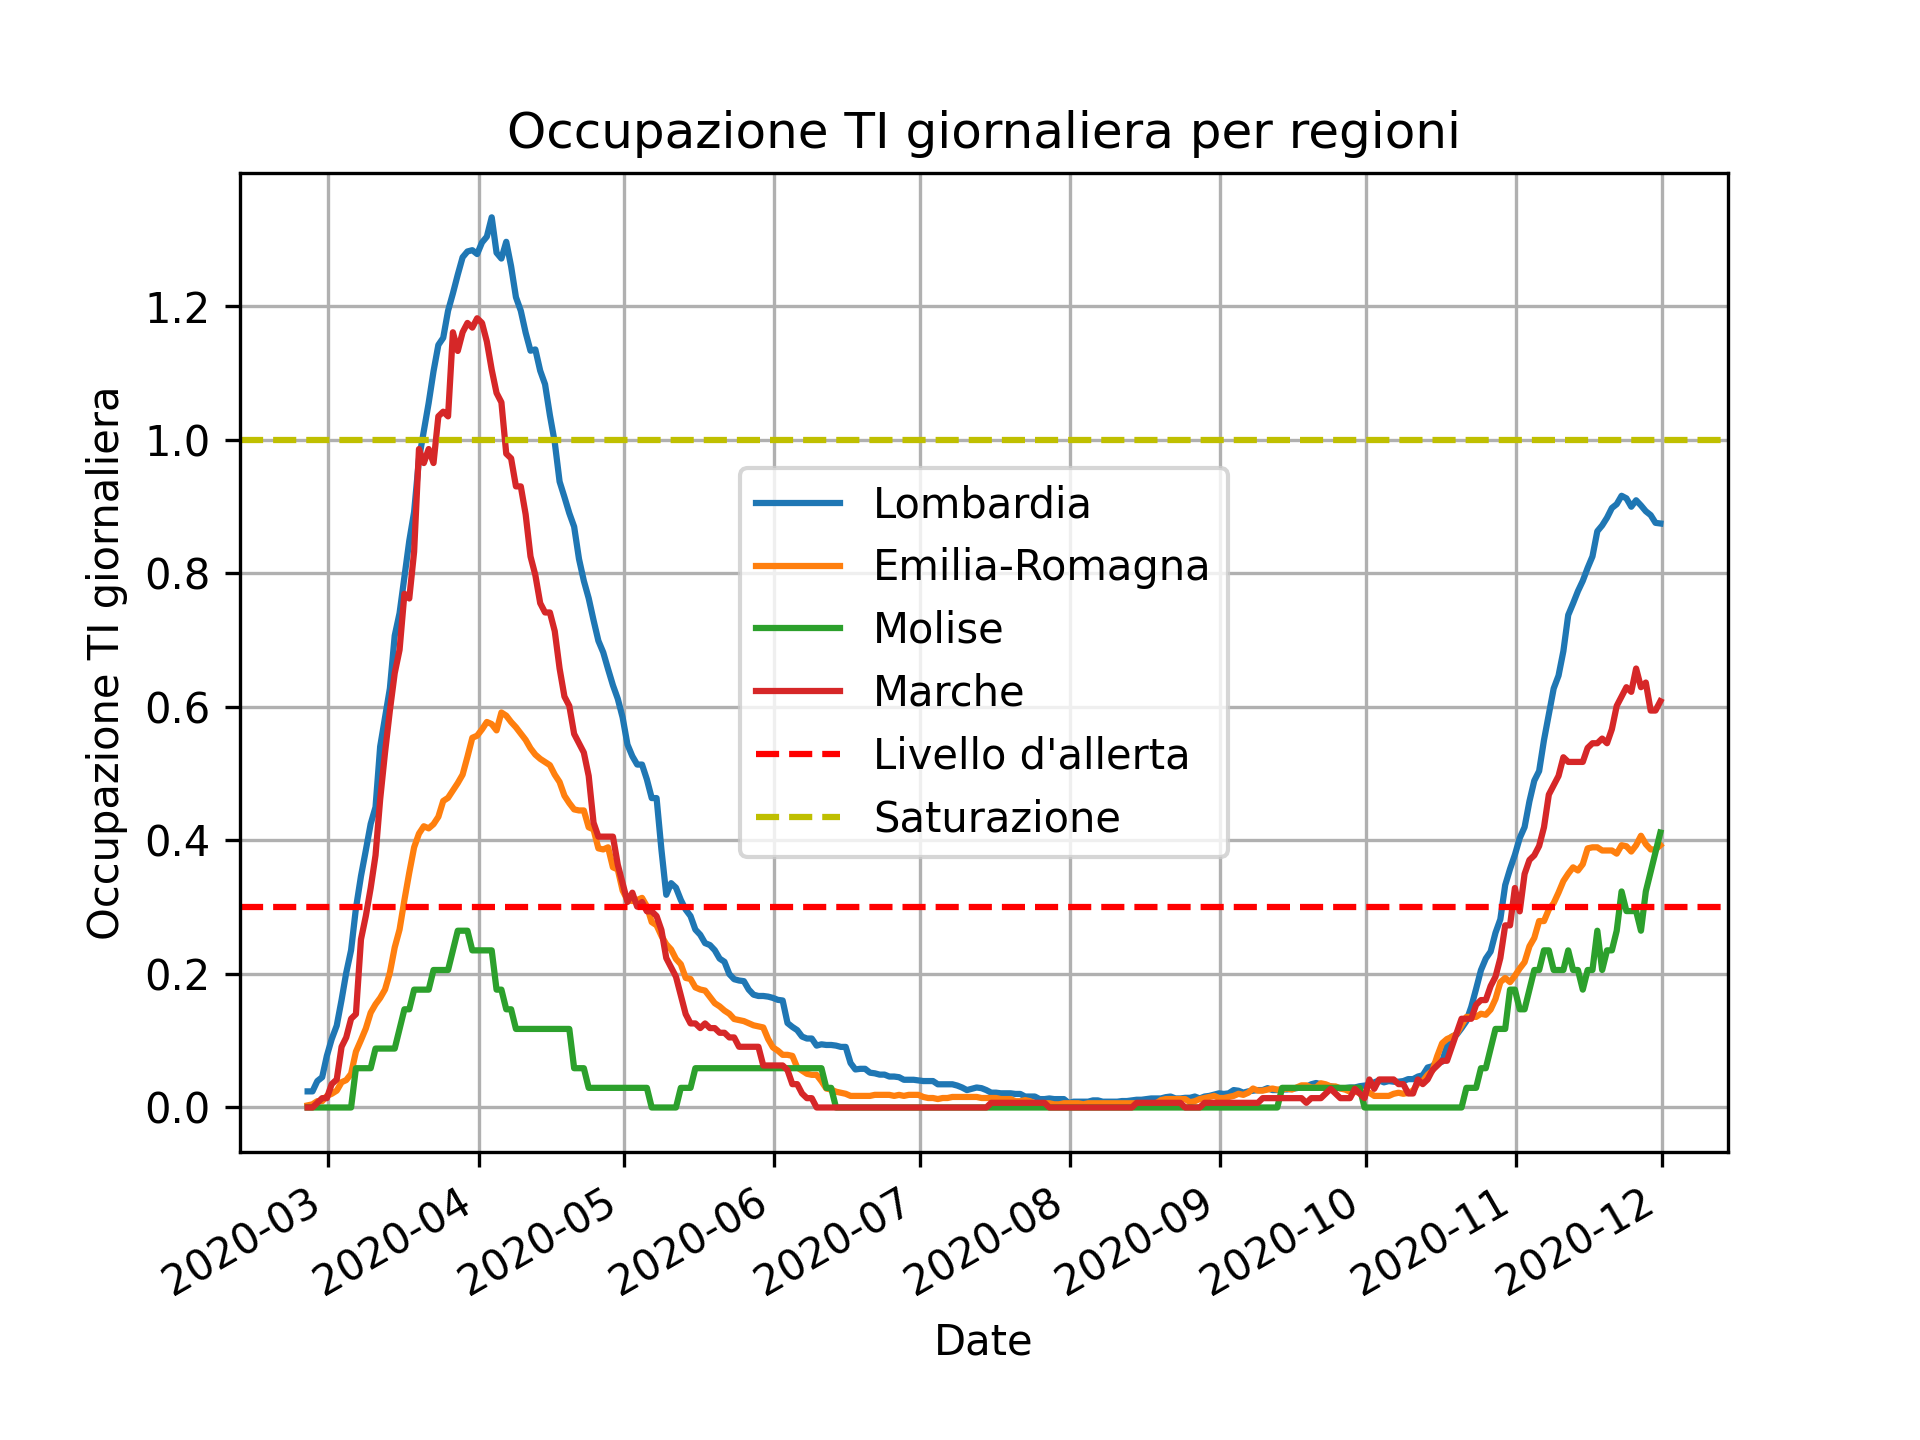 Occupazione TI giornaliera per regioni
Occupazione TI giornaliera
1.2
1.0
0.8
0.6
0.4
0.2
0.0
Lombardia
Emilia-Romagna
Molise
Marche
Livello d'allerta
Saturazione
2020-03
2020-04
2020-05
2020-06
2020-07
2020-08
2020-09
2020-10
2020-11
2020-12
Date